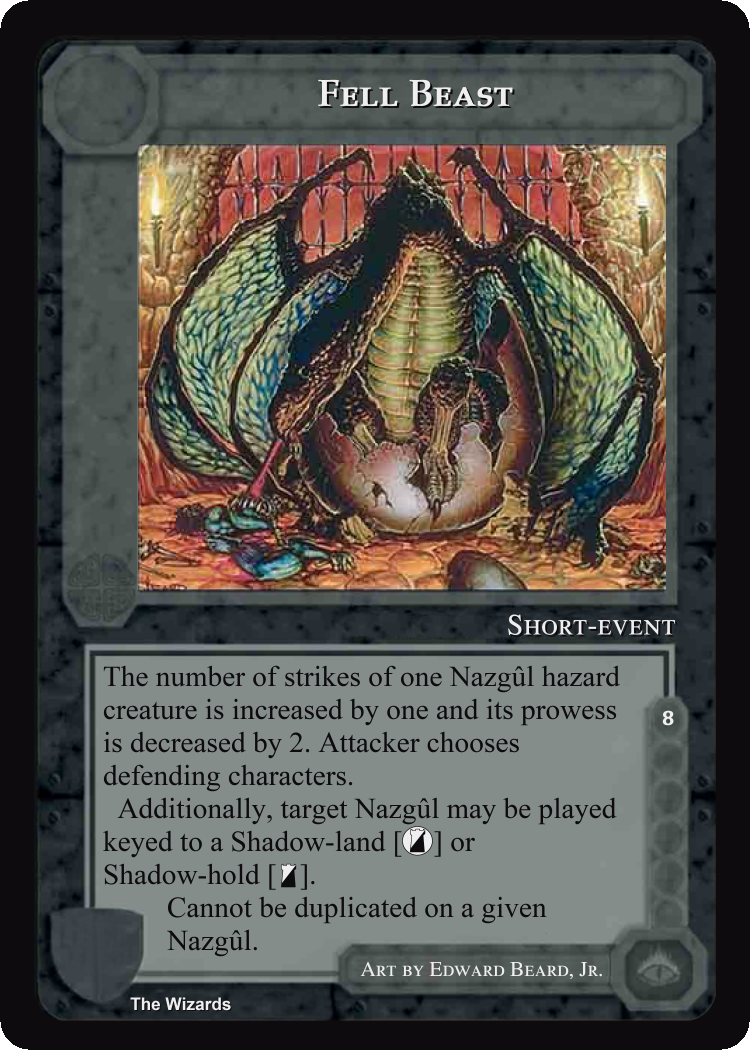 Fell Beast
Short-event
The number of strikes of one Nazgûl hazard
creature is increased by one and its prowess
is decreased by 2. Attacker chooses
defending characters.
Additionally, target Nazgûl may be played
keyed to a Shadow-land [ ] or
Shadow-hold [ ].
Cannot be duplicated on a given
Nazgûl.
8
Art by Edward Beard, Jr.
The Wizards